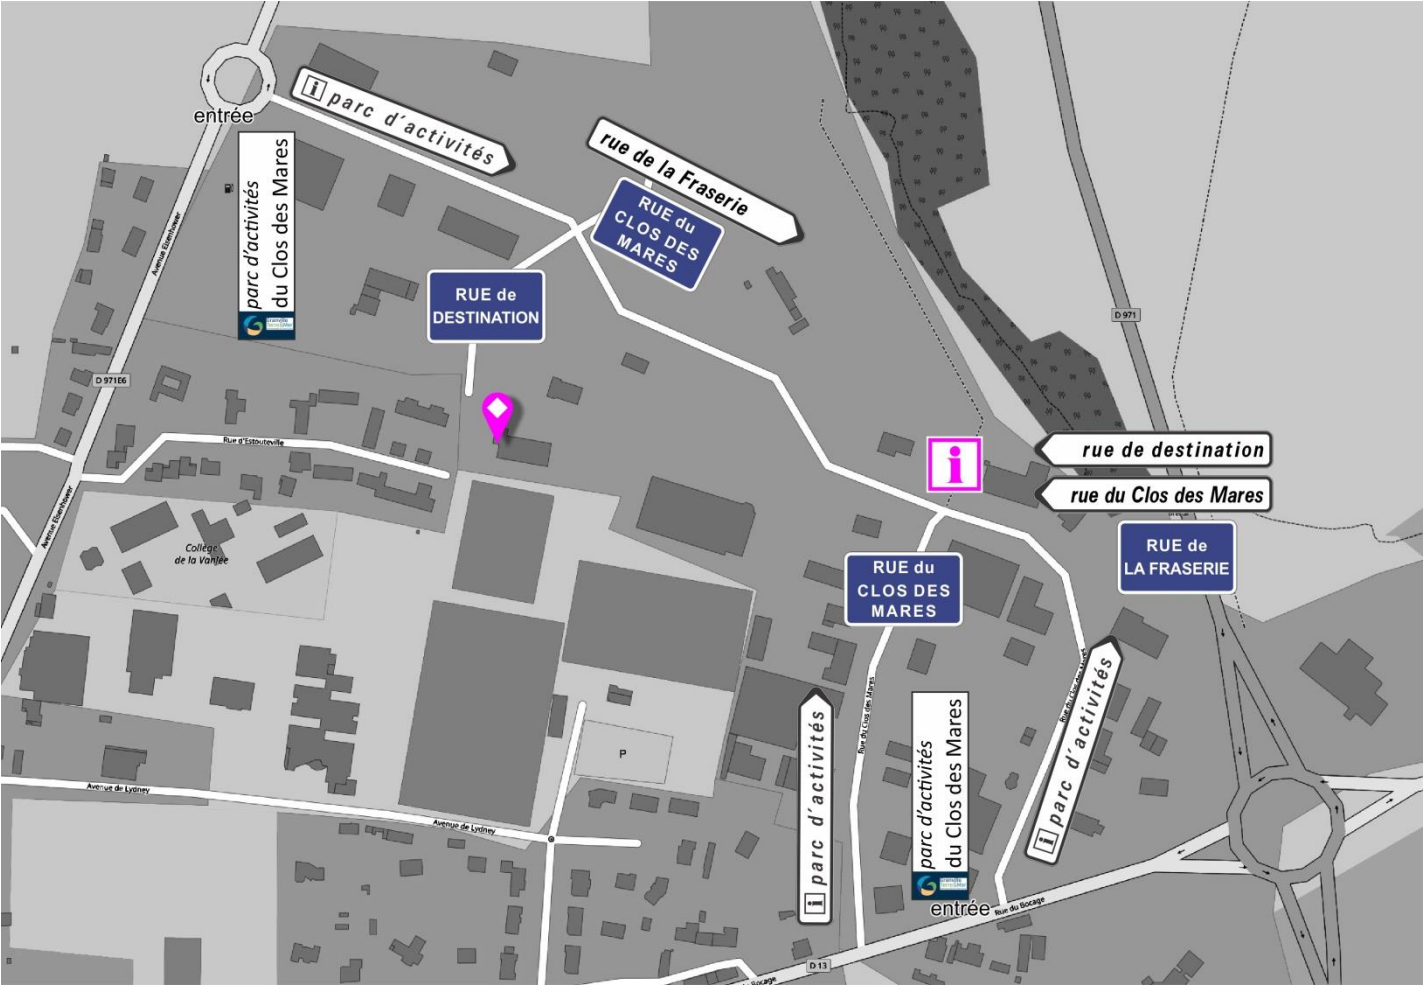 entrée
parc d'activités
du Clos des Mares
parc d'activités
rue de la Fraserie
RUE du
CLOS DES
MARES
RUE de
DESTINATION
Avenue Eisenhower
D 971E6
D 971
Rue d'Estouteville
Avenue Eisenhower
Collège
de la Vanlée
rue de destination
rue du Clos des Mares
RUE de
LA FRASERIE
RUE du
CLOS DES
MARES
Rue du Clos des Mares
Rue du Clos des Mares
parc d'activités
parc d'activités
du Clos des Mares
parc d'activités
P
Avenue de Lydney
Avenue de Lydney
entrée
Rue du Bocage
D 13
Bocage